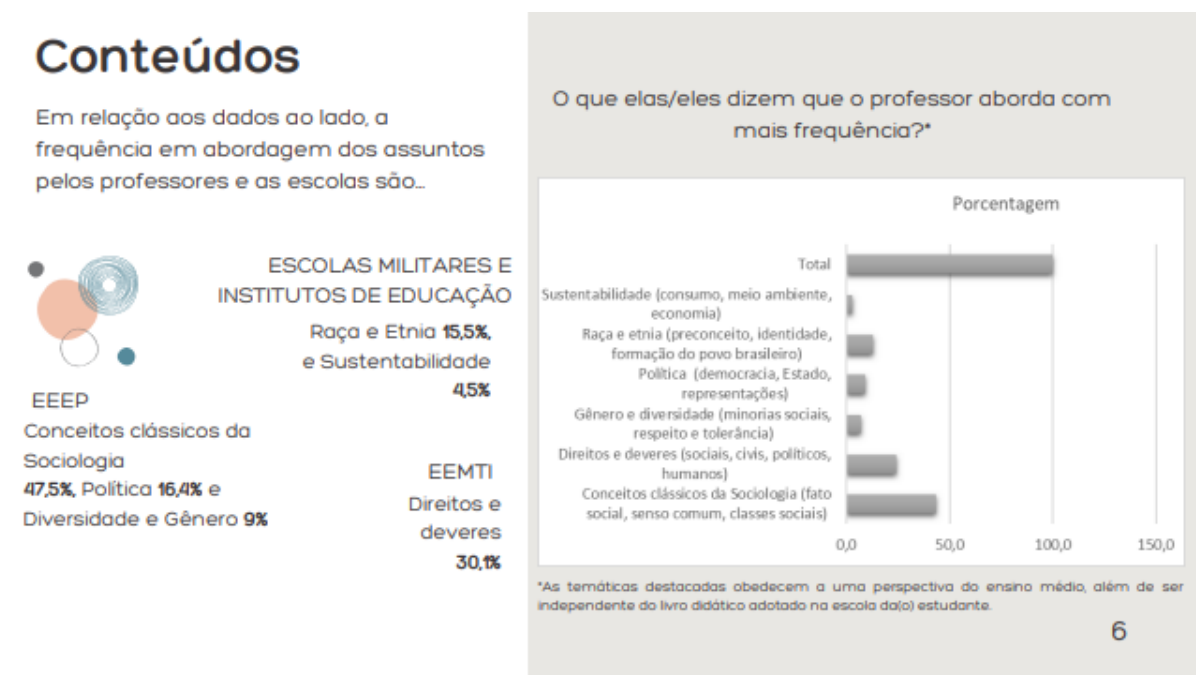 Conteúdos
Em relação aos dados ao lado, a
frequência em abordagem dos assuntos
pelos professores e as escolas são...
ESCOLAS MILITARES E
INSTITUTOS DE EDUCAÇÃO
Raça e Etnia 15,5%,
e Sustentabilidade
4,5%
EEEP
Conceitos clássicos da
Sociologia
47,5%, Política 16,4% e
Diversidade e Gênero 9%
EEMTI
Direitos e
deveres
30,1%
O que elas/eles dizem que o professor aborda com
mais frequência?*
Porcentagem
Total
Sustentabilidade (consumo, meio ambiente,
economia)
Raça e etnia (preconceito, identidade,
formação do povo brasileiro)
Política (democracia, Estado,
representações)
Gênero e diversidade (minorias sociais,
respeito e tolerância)
Direitos e deveres (sociais, civis, políticos,
humanos)
Conceitos clássicos da Sociologia (fato
social, senso comum, classes sociais)
0,0 50,0 100,0 150,0
*As temáticas destacadas obedecem a uma perspectiva do ensino médio, além de ser
independente do livro didático adotado na escola da(o) estudante.
6